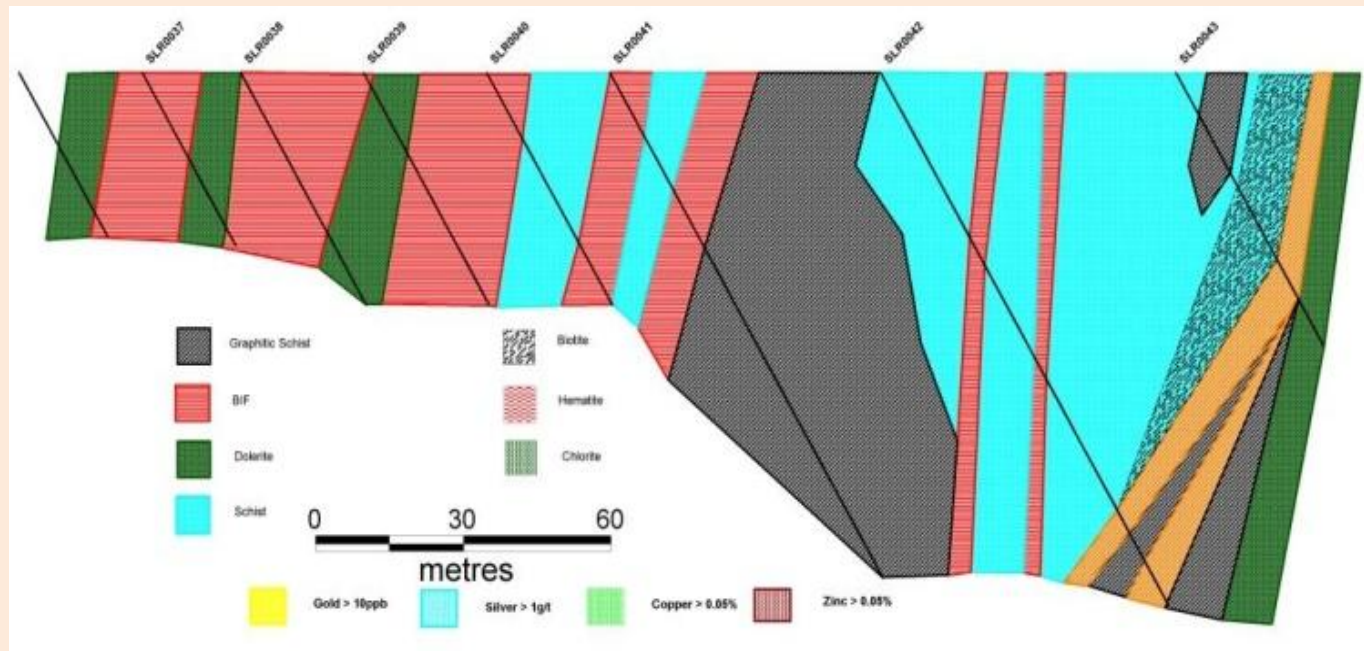 SLR0037
SLR0038
SLR0039
SLR0040
SLR0041
SLR0042
SLR0043
Graphitic Schist
Biotite
BIF
Hematite
Dolerite
Chlorite
Schist
0 30 60
metres
Gold > 10ppb
Silver > 1g/t
Copper > 0.05%
Zinc > 0.05%